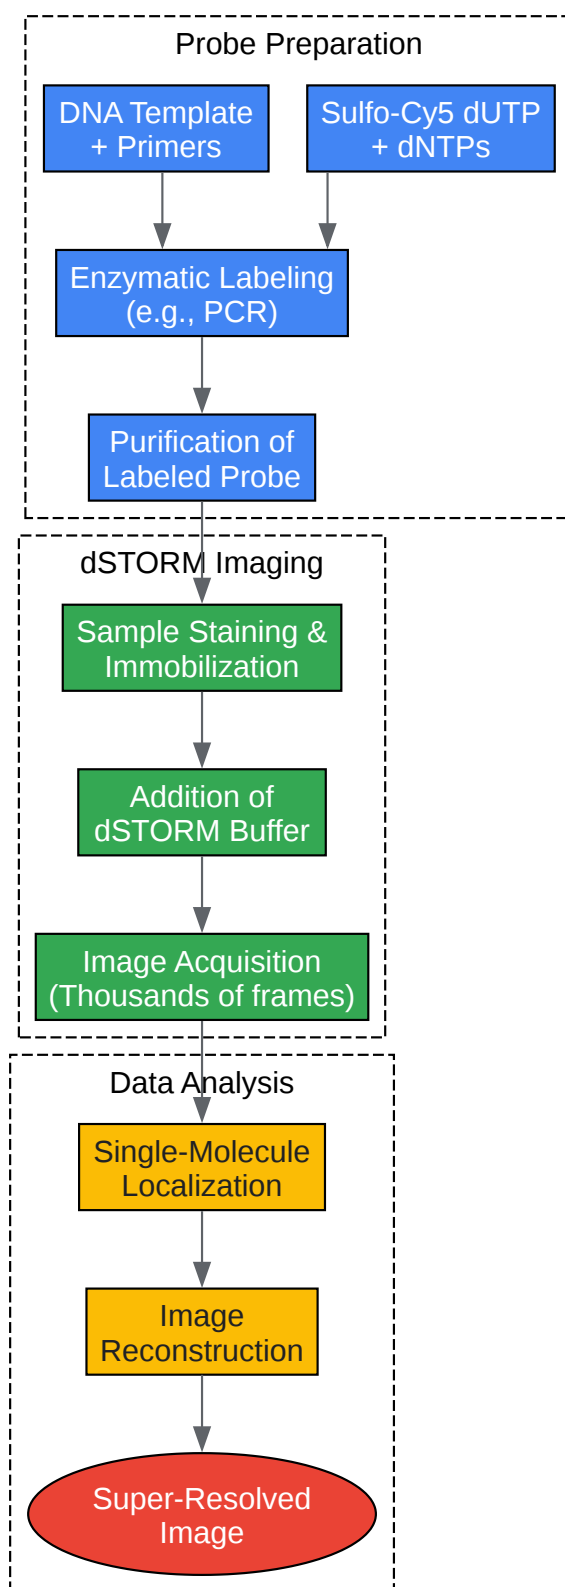 Probe Preparation
DNA Template
+ Primers
Sulfo-Cy5 dUTP
+ dNTPs
Enzymatic Labeling
(e.g., PCR)
Purification of
Labeled Probe
dSTORM Imaging
Sample Staining &
Immobilization
Addition of
dSTORM Buffer
Image Acquisition
(Thousands of frames)
Data Analysis
Single-Molecule
Localization
Image
Reconstruction
Super-Resolved
Image